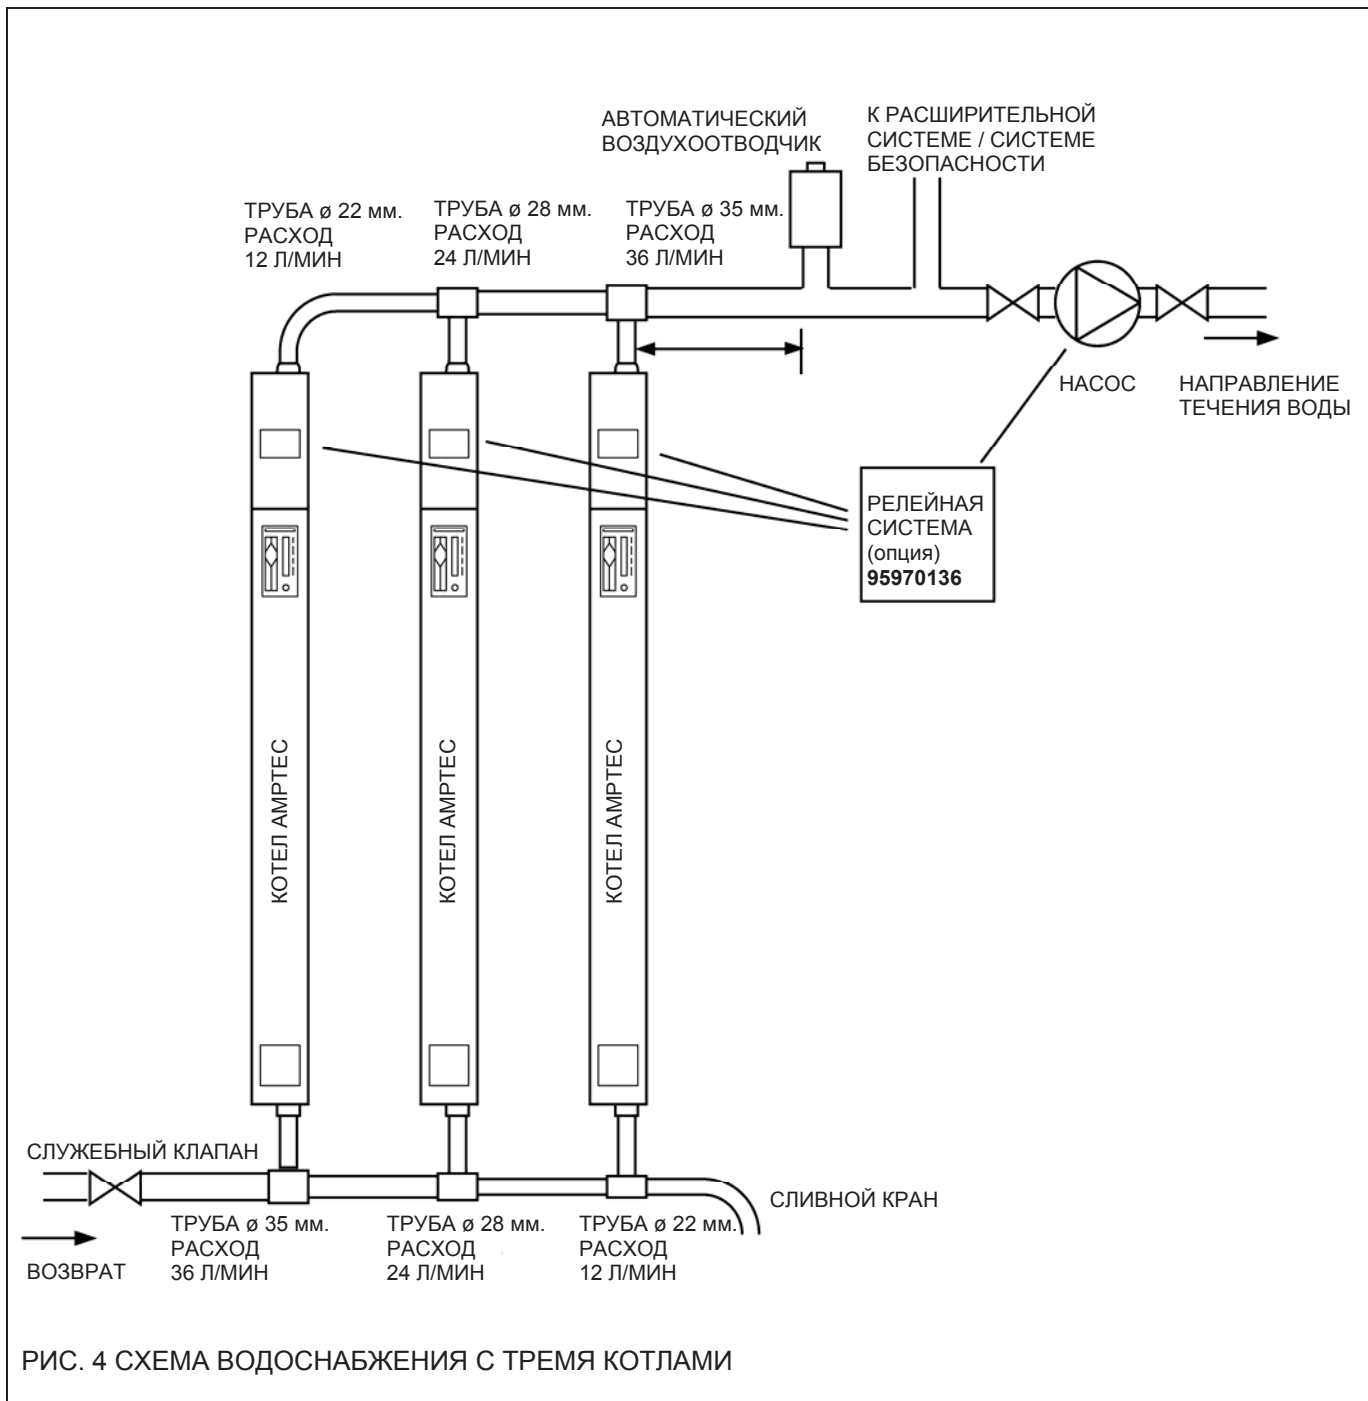 АВТОМАТИЧЕСКИЙ
ВОЗДУХООТВОДЧИК
К РАСШИРИТЕЛЬНОЙ
СИСТЕМЕ / СИСТЕМЕ
БЕЗОПАСНОСТИ
ТРУБА ø 22 мм.
РАСХОД
12 Л/МИН
ТРУБА ø 28 мм.
РАСХОД
24 Л/МИН
ТРУБА ø 35 мм.
РАСХОД
36 Л/МИН
НАСОС
НАПРАВЛЕНИЕ
ТЕЧЕНИЯ ВОДЫ
РЕЛЕЙНАЯ
СИСТЕМА
(опция)
95970136
КОТЕЛ АМРТЕС
КОТЕЛ АМРТЕС
КОТЕЛ АМРТЕС
СЛУЖЕБНЫЙ КЛАПАН
СЛИВНОЙ КРАН
ВОЗВРАТ
ТРУБА ø 35 мм.
РАСХОД
36 Л/МИН
ТРУБА ø 28 мм.
РАСХОД
24 Л/МИН
ТРУБА ø 22 мм.
РАСХОД
12 Л/МИН
РИС. 4 СХЕМА ВОДОСНАБЖЕНИЯ С ТРЕМЯ КОТЛАМИ